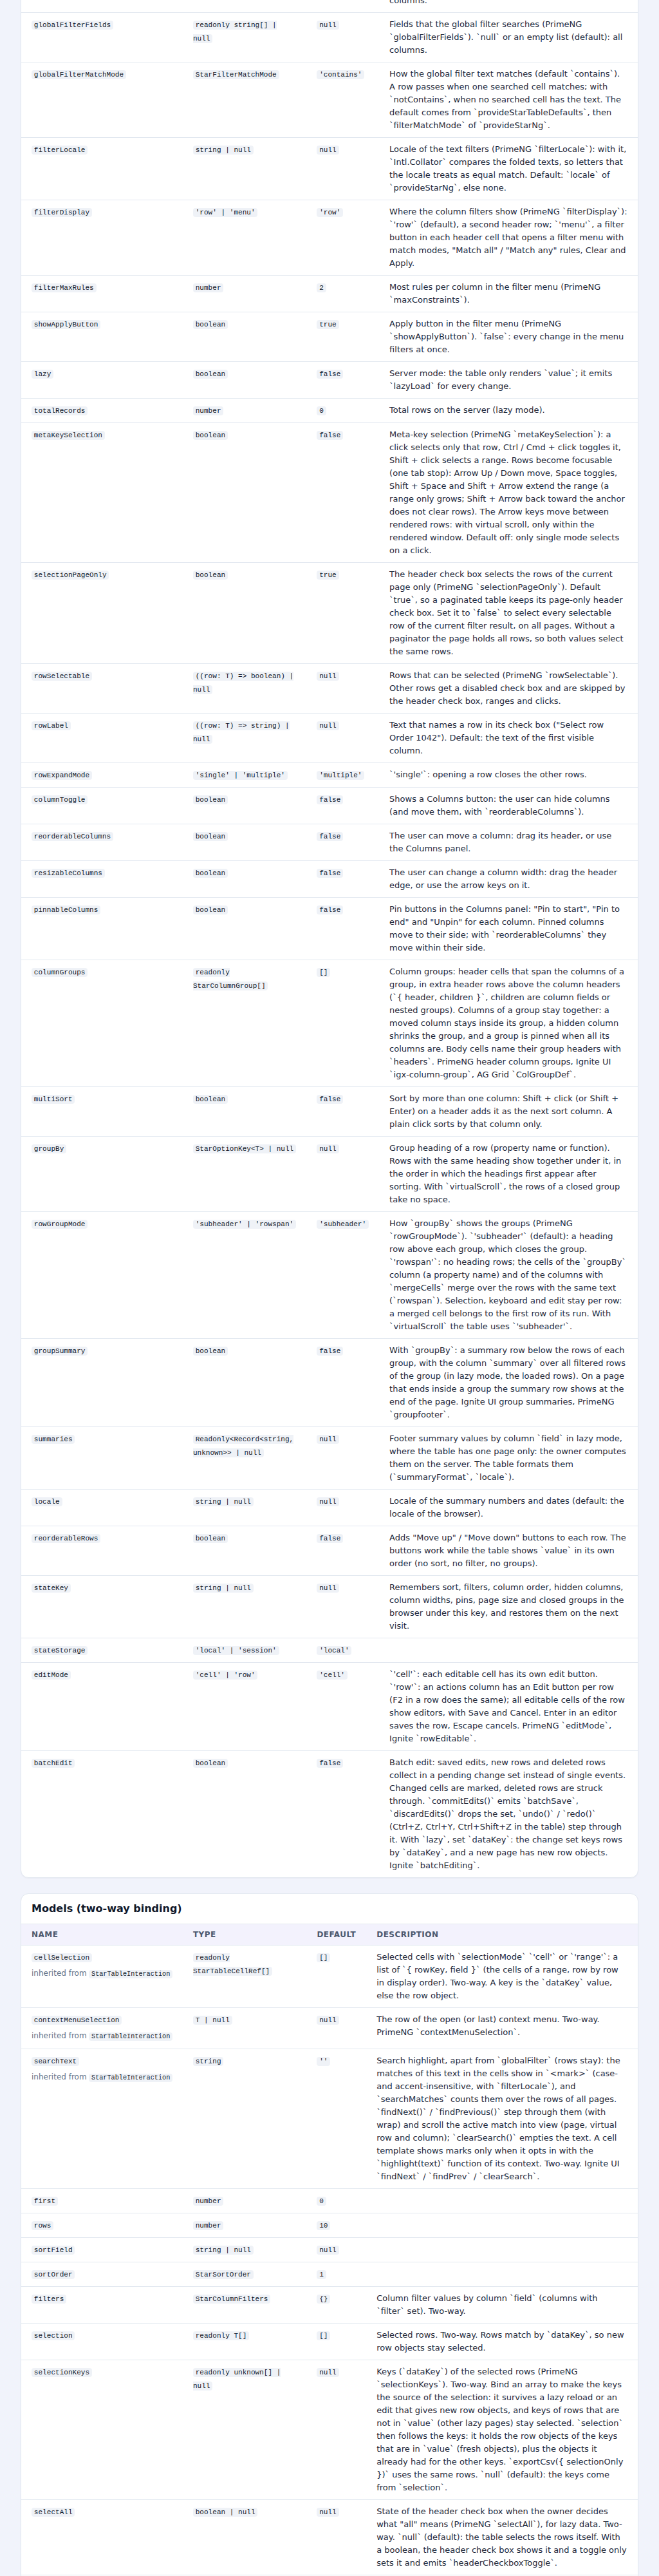 columns.
globalFilterFields readonly string[] | null Fields that the global filter searches (PrimeNG
null `globalFilterFields`). `null` or an empty list (default): all
columns.
globalFilterMatchMode StarFilterMatchMode 'contains' How the global filter text matches (default `contains`).
A row passes when one searched cell matches; with
`notContains`, when no searched cell has the text. The
default comes from `provideStarTableDefaults`, then
`filterMatchMode` of `provideStarNg`.
filterLocale string | null null Locale of the text filters (PrimeNG `filterLocale`): with it,
`Intl.Collator` compares the folded texts, so letters that
the locale treats as equal match. Default: `locale` of
`provideStarNg`, else none.
filterDisplay 'row' | 'menu' 'row' Where the column filters show (PrimeNG `filterDisplay`):
`'row'` (default), a second header row; `'menu'`, a filter
button in each header cell that opens a filter menu with
match modes, "Match all" / "Match any" rules, Clear and
Apply.
filterMaxRules number 2 Most rules per column in the filter menu (PrimeNG
`maxConstraints`).
showApplyButton boolean true Apply button in the filter menu (PrimeNG
`showApplyButton`). `false`: every change in the menu
filters at once.
lazy boolean false Server mode: the table only renders `value`; it emits
`lazyLoad` for every change.
totalRecords number 0 Total rows on the server (lazy mode).
metaKeySelection boolean false Meta-key selection (PrimeNG `metaKeySelection`): a
click selects only that row, Ctrl / Cmd + click toggles it,
Shift + click selects a range. Rows become focusable
(one tab stop): Arrow Up / Down move, Space toggles,
Shift + Space and Shift + Arrow extend the range (a
range only grows; Shift + Arrow back toward the anchor
does not clear rows). The Arrow keys move between
rendered rows: with virtual scroll, only within the
rendered window. Default off: only single mode selects
on a click.
selectionPageOnly boolean true The header check box selects the rows of the current
page only (PrimeNG `selectionPageOnly`). Default
`true`, so a paginated table keeps its page-only header
check box. Set it to `false` to select every selectable
row of the current filter result, on all pages. Without a
paginator the page holds all rows, so both values select
the same rows.
rowSelectable ((row: T) => boolean) | null Rows that can be selected (PrimeNG `rowSelectable`).
null Other rows get a disabled check box and are skipped by
the header check box, ranges and clicks.
rowLabel ((row: T) => string) | null Text that names a row in its check box ("Select row
null Order 1042"). Default: the text of the first visible
column.
rowExpandMode 'single' | 'multiple' 'multiple' `'single'`: opening a row closes the other rows.
columnToggle boolean false Shows a Columns button: the user can hide columns
(and move them, with `reorderableColumns`).
reorderableColumns boolean false The user can move a column: drag its header, or use
the Columns panel.
resizableColumns boolean false The user can change a column width: drag the header
edge, or use the arrow keys on it.
pinnableColumns boolean false Pin buttons in the Columns panel: "Pin to start", "Pin to
end" and "Unpin" for each column. Pinned columns
move to their side; with `reorderableColumns` they
move within their side.
columnGroups readonly [] Column groups: header cells that span the columns of a
StarColumnGroup[] group, in extra header rows above the column headers
(`{ header, children }`, children are column fields or
nested groups). Columns of a group stay together: a
moved column stays inside its group, a hidden column
shrinks the group, and a group is pinned when all its
columns are. Body cells name their group headers with
`headers`. PrimeNG header column groups, Ignite UI
`igx-column-group`, AG Grid `ColGroupDef`.
multiSort boolean false Sort by more than one column: Shift + click (or Shift +
Enter) on a header adds it as the next sort column. A
plain click sorts by that column only.
groupBy StarOptionKey<T> | null null Group heading of a row (property name or function).
Rows with the same heading show together under it, in
the order in which the headings first appear after
sorting. With `virtualScroll`, the rows of a closed group
take no space.
rowGroupMode 'subheader' | 'rowspan' 'subheader' How `groupBy` shows the groups (PrimeNG
`rowGroupMode`). `'subheader'` (default): a heading
row above each group, which closes the group.
`'rowspan'`: no heading rows; the cells of the `groupBy`
column (a property name) and of the columns with
`mergeCells` merge over the rows with the same text
(`rowspan`). Selection, keyboard and edit stay per row:
a merged cell belongs to the first row of its run. With
`virtualScroll` the table uses `'subheader'`.
groupSummary boolean false With `groupBy`: a summary row below the rows of each
group, with the column `summary` over all filtered rows
of the group (in lazy mode, the loaded rows). On a page
that ends inside a group the summary row shows at the
end of the page. Ignite UI group summaries, PrimeNG
`groupfooter`.
summaries Readonly<Record<string, null Footer summary values by column `field` in lazy mode,
unknown>> | null where the table has one page only: the owner computes
them on the server. The table formats them
(`summaryFormat`, `locale`).
locale string | null null Locale of the summary numbers and dates (default: the
locale of the browser).
reorderableRows boolean false Adds "Move up" / "Move down" buttons to each row. The
buttons work while the table shows `value` in its own
order (no sort, no filter, no groups).
stateKey string | null null Remembers sort, filters, column order, hidden columns,
column widths, pins, page size and closed groups in the
browser under this key, and restores them on the next
visit.
stateStorage 'local' | 'session' 'local'
editMode 'cell' | 'row' 'cell' `'cell'`: each editable cell has its own edit button.
`'row'`: an actions column has an Edit button per row
(F2 in a row does the same); all editable cells of the row
show editors, with Save and Cancel. Enter in an editor
saves the row, Escape cancels. PrimeNG `editMode`,
Ignite `rowEditable`.
batchEdit boolean false Batch edit: saved edits, new rows and deleted rows
collect in a pending change set instead of single events.
Changed cells are marked, deleted rows are struck
through. `commitEdits()` emits `batchSave`,
`discardEdits()` drops the set, `undo()` / `redo()`
(Ctrl+Z, Ctrl+Y, Ctrl+Shift+Z in the table) step through
it. With `lazy`, set `dataKey`: the change set keys rows
by `dataKey`, and a new page has new row objects.
Ignite `batchEditing`.
Models (two-way binding)
NAME TYPE DEFAULT DESCRIPTION
cellSelection readonly [] Selected cells with `selectionMode` `'cell'` or `'range'`: a
inherited from StarTableInteraction StarTableCellRef[] list of `{ rowKey, field }` (the cells of a range, row by row
in display order). Two-way. A key is the `dataKey` value,
else the row object.
contextMenuSelection T | null null The row of the open (or last) context menu. Two-way.
inherited from StarTableInteraction PrimeNG `contextMenuSelection`.
searchText string '' Search highlight, apart from `globalFilter` (rows stay): the
inherited from StarTableInteraction matches of this text in the cells show in `<mark>` (case-
and accent-insensitive, with `filterLocale`), and
`searchMatches` counts them over the rows of all pages.
`findNext()` / `findPrevious()` step through them (with
wrap) and scroll the active match into view (page, virtual
row and column); `clearSearch()` empties the text. A cell
template shows marks only when it opts in with the
`highlight(text)` function of its context. Two-way. Ignite UI
`findNext` / `findPrev` / `clearSearch`.
first number 0
rows number 10
sortField string | null null
sortOrder StarSortOrder 1
filters StarColumnFilters {} Column filter values by column `field` (columns with
`filter` set). Two-way.
selection readonly T[] [] Selected rows. Two-way. Rows match by `dataKey`, so new
row objects stay selected.
selectionKeys readonly unknown[] | null Keys (`dataKey`) of the selected rows (PrimeNG
null `selectionKeys`). Two-way. Bind an array to make the keys
the source of the selection: it survives a lazy reload or an
edit that gives new row objects, and keys of rows that are
not in `value` (other lazy pages) stay selected. `selection`
then follows the keys: it holds the row objects of the keys
that are in `value` (fresh objects), plus the objects it
already had for the other keys. `exportCsv({ selectionOnly
})` uses the same rows. `null` (default): the keys come
from `selection`.
selectAll boolean | null null State of the header check box when the owner decides
what "all" means (PrimeNG `selectAll`), for lazy data. Two-
way. `null` (default): the table selects the rows itself. With
a boolean, the header check box shows it and a toggle only
sets it and emits `headerCheckboxToggle`.